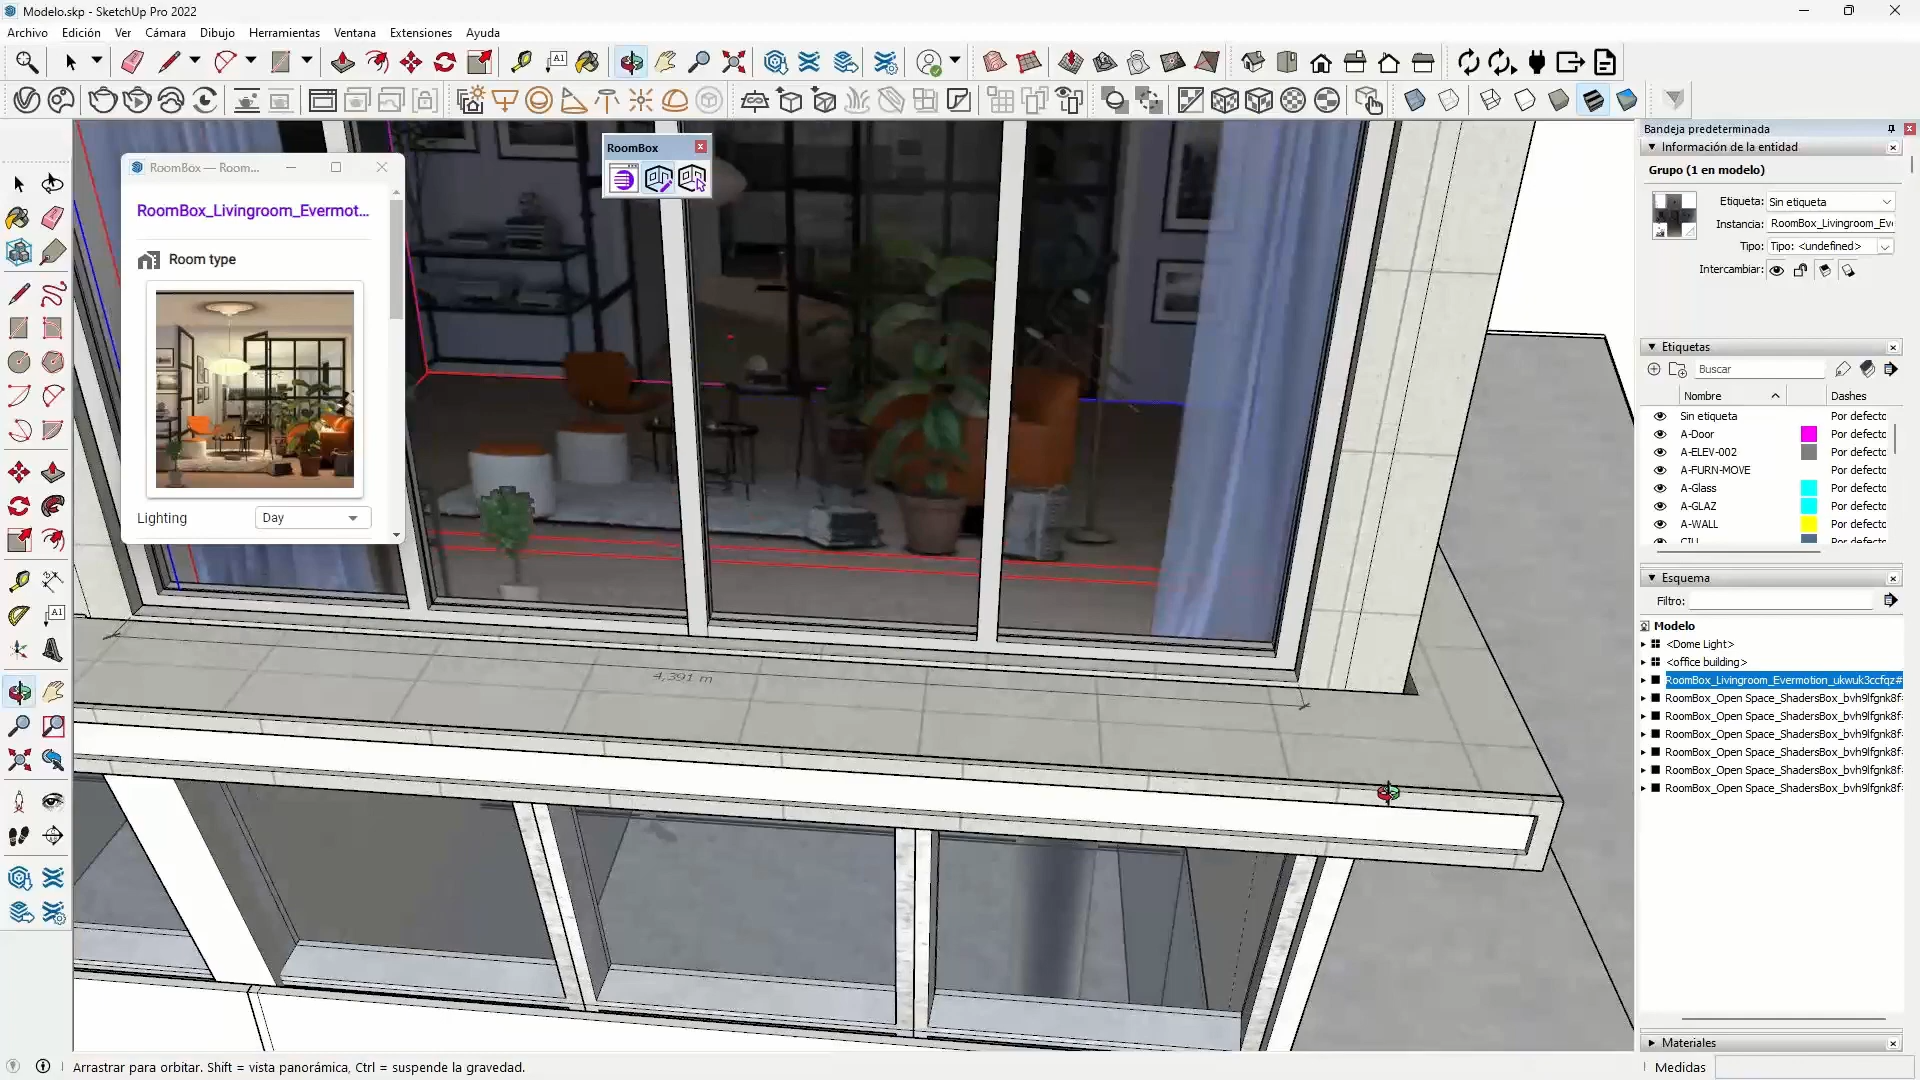 Modelo.skp - SketchUp Pro 2022
Archivo Edición Ver Cámara Dibujo Herramientas Ventana Extensiones Ayuda
RoomBox — Room...
RoomBox_Livingroom_Evermot...
Room type
Lighting Day
RoomBox
4,391 m
Bandeja predeterminada
Información de la entidad
Grupo (1 en modelo)
Etiqueta: Sin etiqueta
Instancia: RoomBox_Livingroom_Ev
Tipo: Tipo: <undefined>
Intercambiar:
Etiquetas
Buscar
Nombre Dashes
Sin etiqueta Por defecto
A-Door Por defecto
A-ELEV-002 Por defecto
A-FURN-MOVE Por defecto
A-Glass Por defecto
A-GLAZ Por defecto
A-WALL Por defecto
Esquema
Filtro:
Modelo
<Dome Light>
<office building>
RoomBox_Livingroom_Evermotion_ukwuk3ccfqz#
RoomBox_Open Space_ShadersBox_bvh9lfgnk8f
RoomBox_Open Space_ShadersBox_bvh9lfgnk8f
RoomBox_Open Space_ShadersBox_bvh9lfgnk8f
RoomBox_Open Space_ShadersBox_bvh9lfgnk8f
RoomBox_Open Space_ShadersBox_bvh9lfgnk8f
RoomBox_Open Space_ShadersBox_bvh9lfgnk8f
Materiales
Arrastrar para orbitar. Shift = vista panorámica, Ctrl = suspende la gravedad.
Medidas